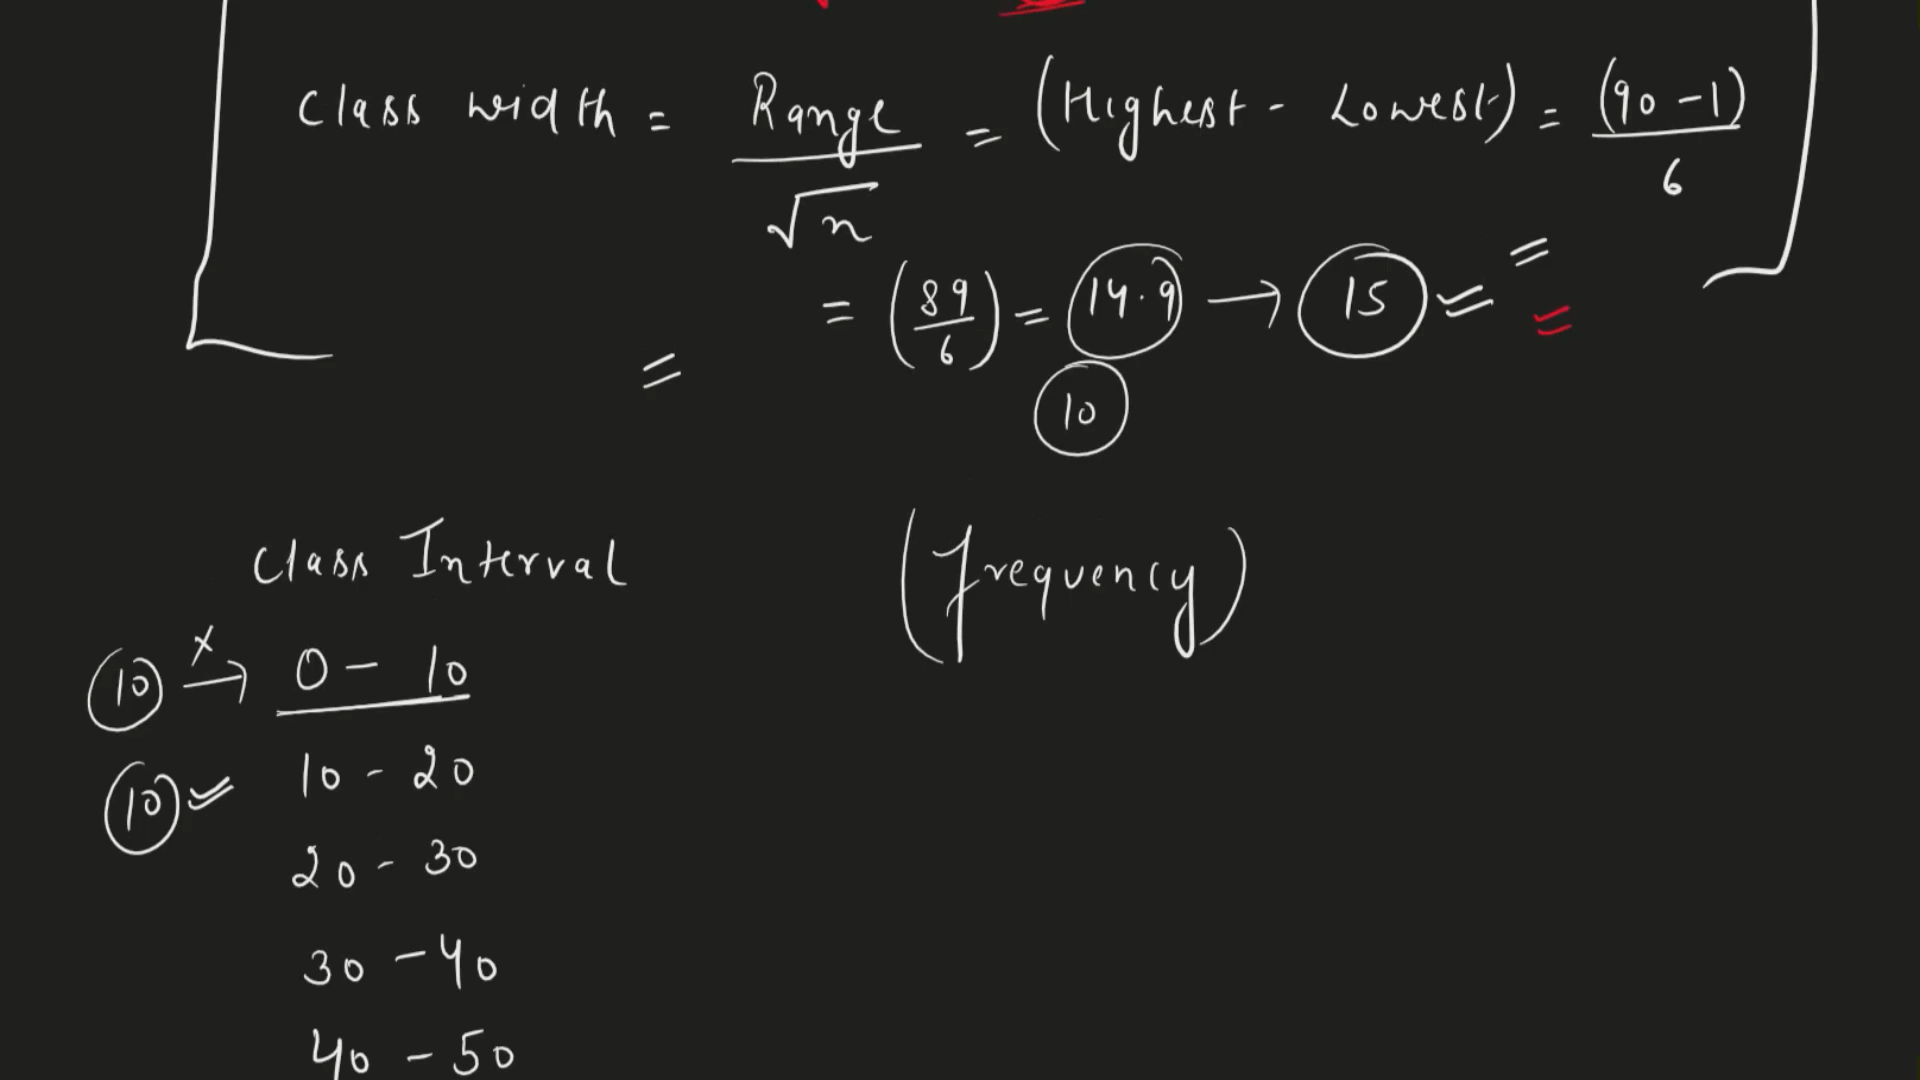 Class width = Range / √n = (Highest - Lowest) = (90 - 1) / 6
= (89 / 6) = 14.9 → 15
=
10
Class Interval (frequency)
10 x→ 0 - 10
10 10 - 20
20 - 30
30 - 40
40 - 50